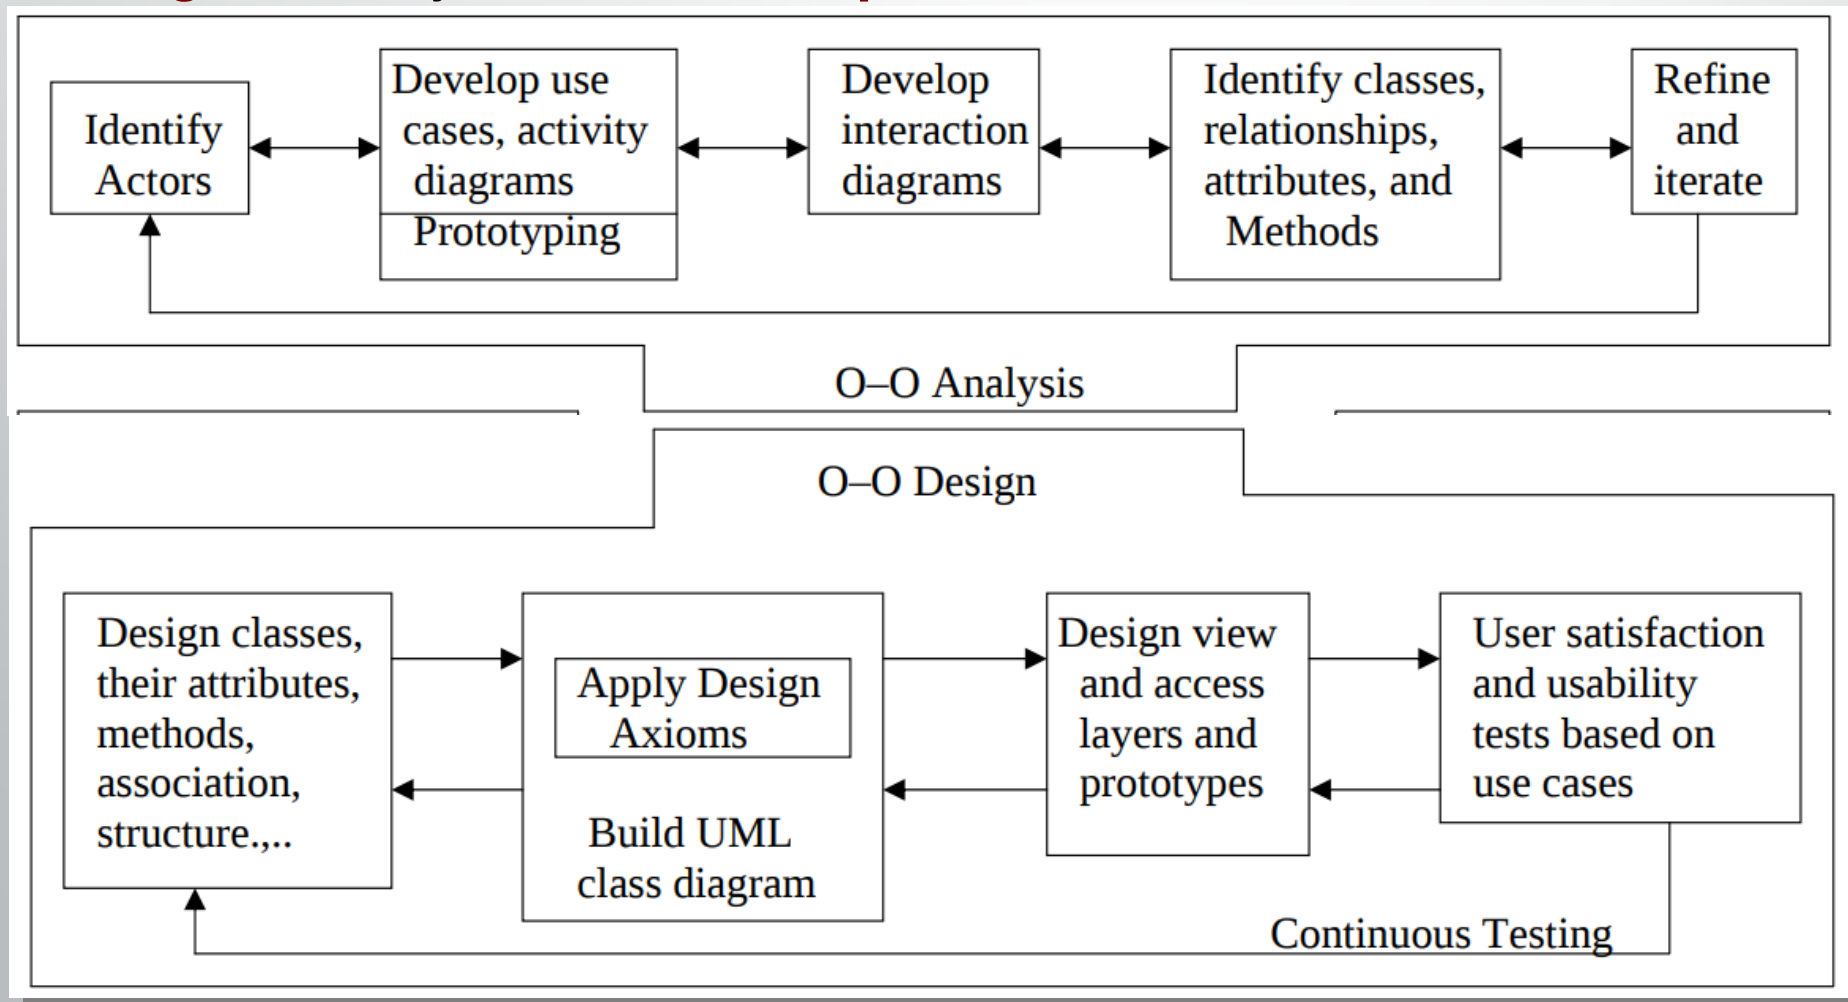 Identify
Actors
Develop use
cases, activity
diagrams
Prototyping
Develop
interaction
diagrams
Identify classes,
relationships,
attributes, and
Methods
Refine
and
iterate
O–O Analysis
O–O Design
Design classes,
their attributes,
methods,
association,
structure.,..
Apply Design
Axioms
Build UML
class diagram
Design view
and access
layers and
prototypes
User satisfaction
and usability
tests based on
use cases
Continuous Testing